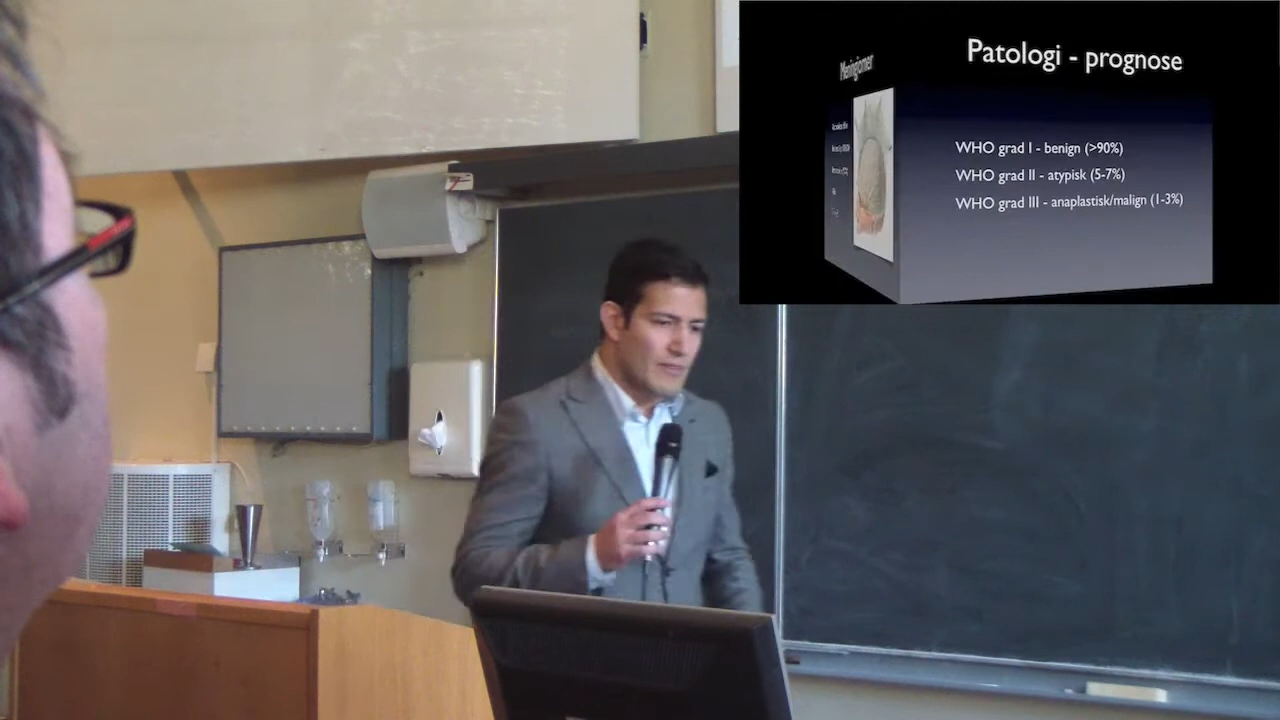 Meningiomer
Patologi - prognose
WHO grad I - benign (>90%)
WHO grad II - atypisk (5-7%)
WHO grad III - anaplastisk/malign (1-3%)